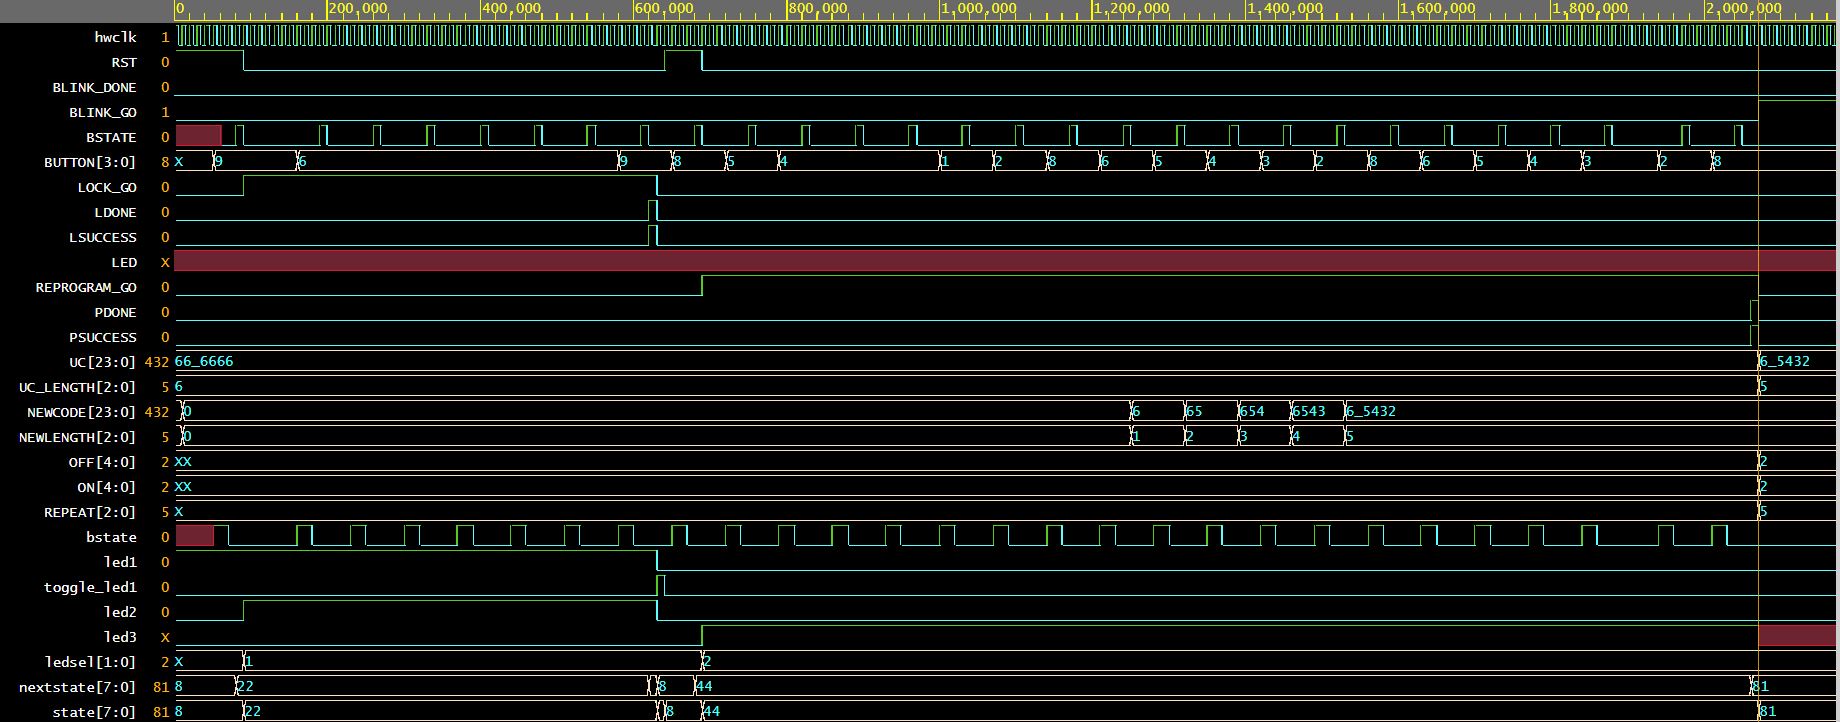 0 200,000 400,000 600,000 800,000 1,000,000 1,200,000 1,400,000 1,600,000 1,800,000 2,000,000
hwclk 1
RST 0
BLINK_DONE 0
BLINK_GO 1
BSTATE 0
BUTTON[3:0] 8 X 9 6 9 8 5 4 1 2 8 6 5 4 3 2 8 6 5 4 3 2 8
LOCK_GO 0
LDONE 0
LSUCCESS 0
LED X
REPROGRAM_GO 0
PDONE 0
PSUCCESS 0
UC[23:0] 432 66_6666 6_5432
UC_LENGTH[2:0] 5 6 5
NEWCODE[23:0] 432 0 6 65 654 6543 6_5432
NEWLENGTH[2:0] 5 0 1 2 3 4 5
OFF[4:0] 2 XX 2
ON[4:0] 2 XX 2
REPEAT[2:0] 5 X 5
bstate 0
led1 0
toggle_led1 0
led2 0
led3 X
ledsel[1:0] 2 X 1 2
nextstate[7:0] 81 8 22 8 44 81
state[7:0] 81 8 22 8 44 81